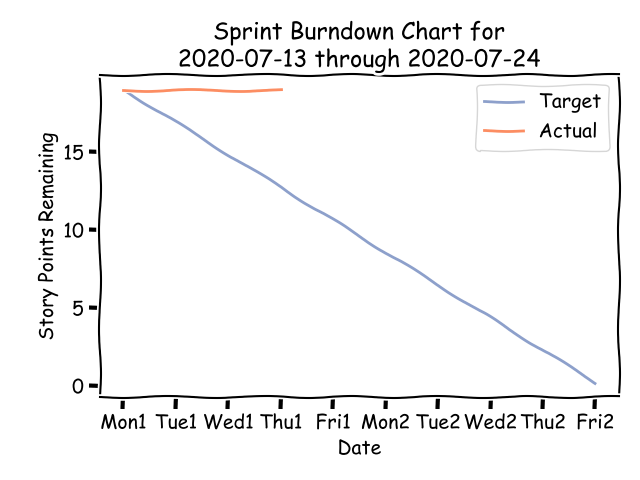 Sprint Burndown Chart for
2020-07-13 through 2020-07-24
Target
Actual
Story Points Remaining
15
10
5
0
Mon1 Tue1 Wed1 Thu1 Fri1 Mon2 Tue2 Wed2 Thu2 Fri2
Date